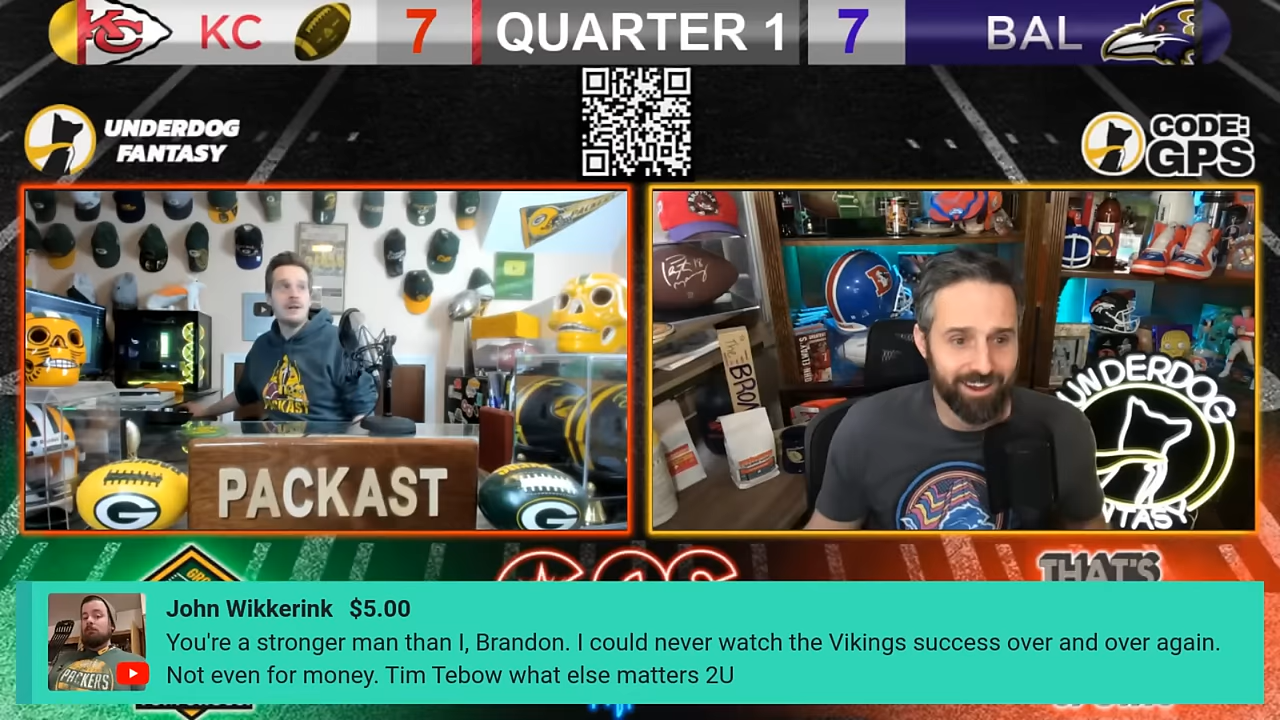 KC
7
QUARTER 1
7
BAL
UNDERDOG
FANTASY
CODE:
GPS
PACKAST
G
G
UNDERDOG
THAT'S
John Wikkerink $5.00
You're a stronger man than I, Brandon. I could never watch the Vikings success over and over again.
Not even for money. Tim Tebow what else matters 2U
PACKERS